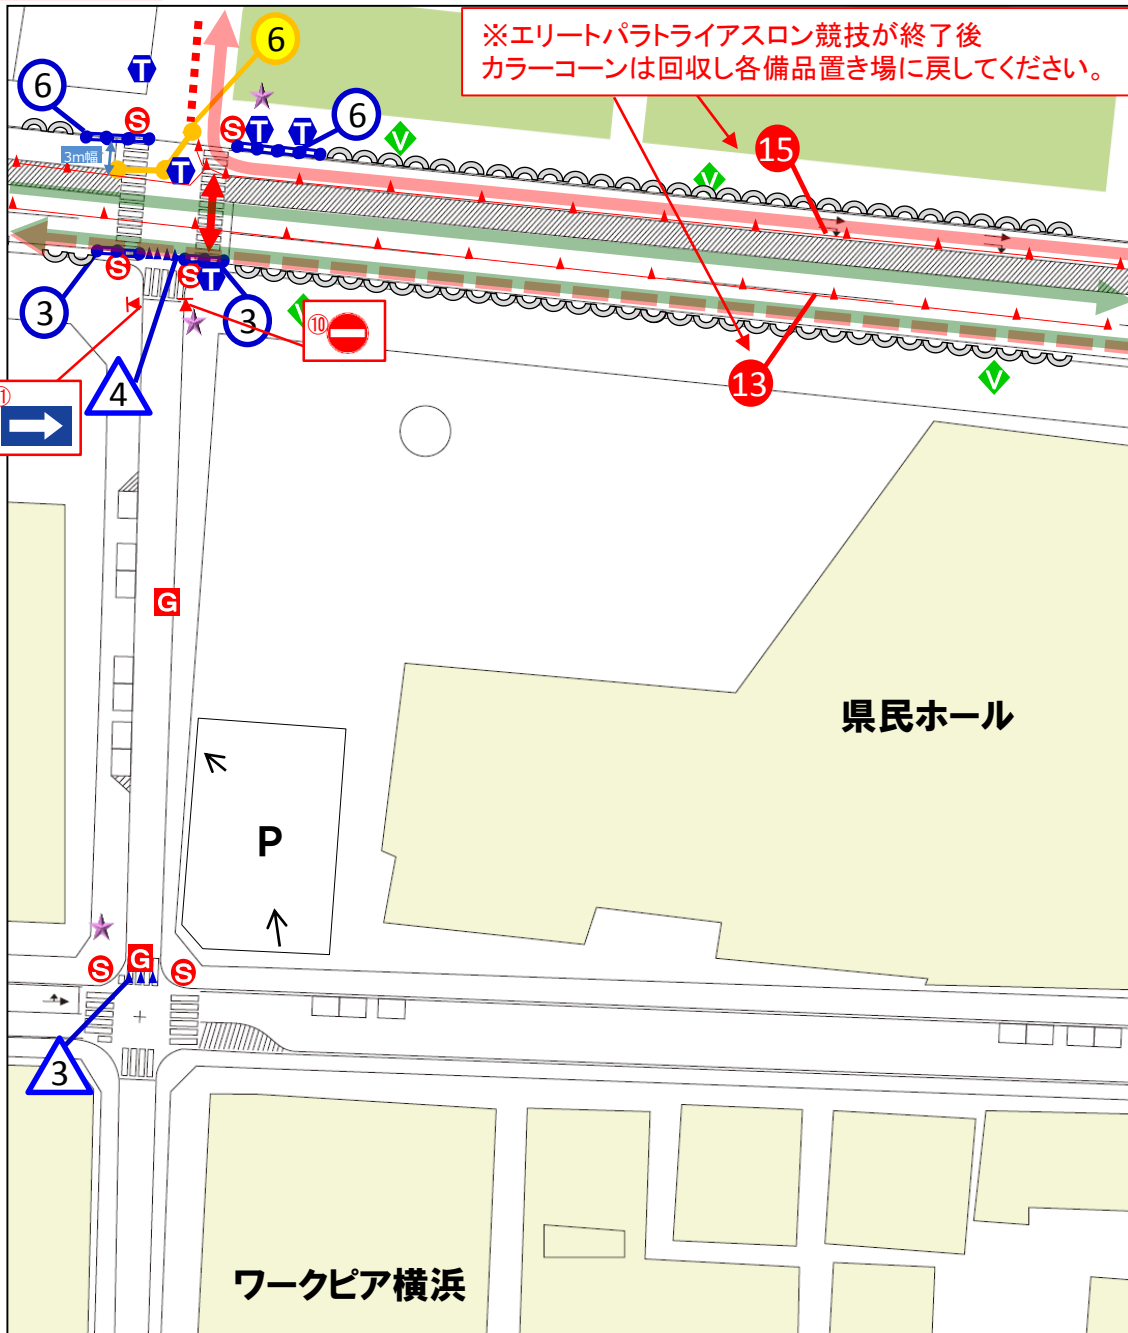 ※エリートパラトライアスロン競技が終了後
カラーコーンは回収し各備品置き場に戻してください。
6
T
6
S
S
T
T
6
V
15
3m幅
T
V
S
S
T
3
3
V
⑩
13
V
4
①
G
県民ホール
P
S
G
S
3
ワークピア横浜